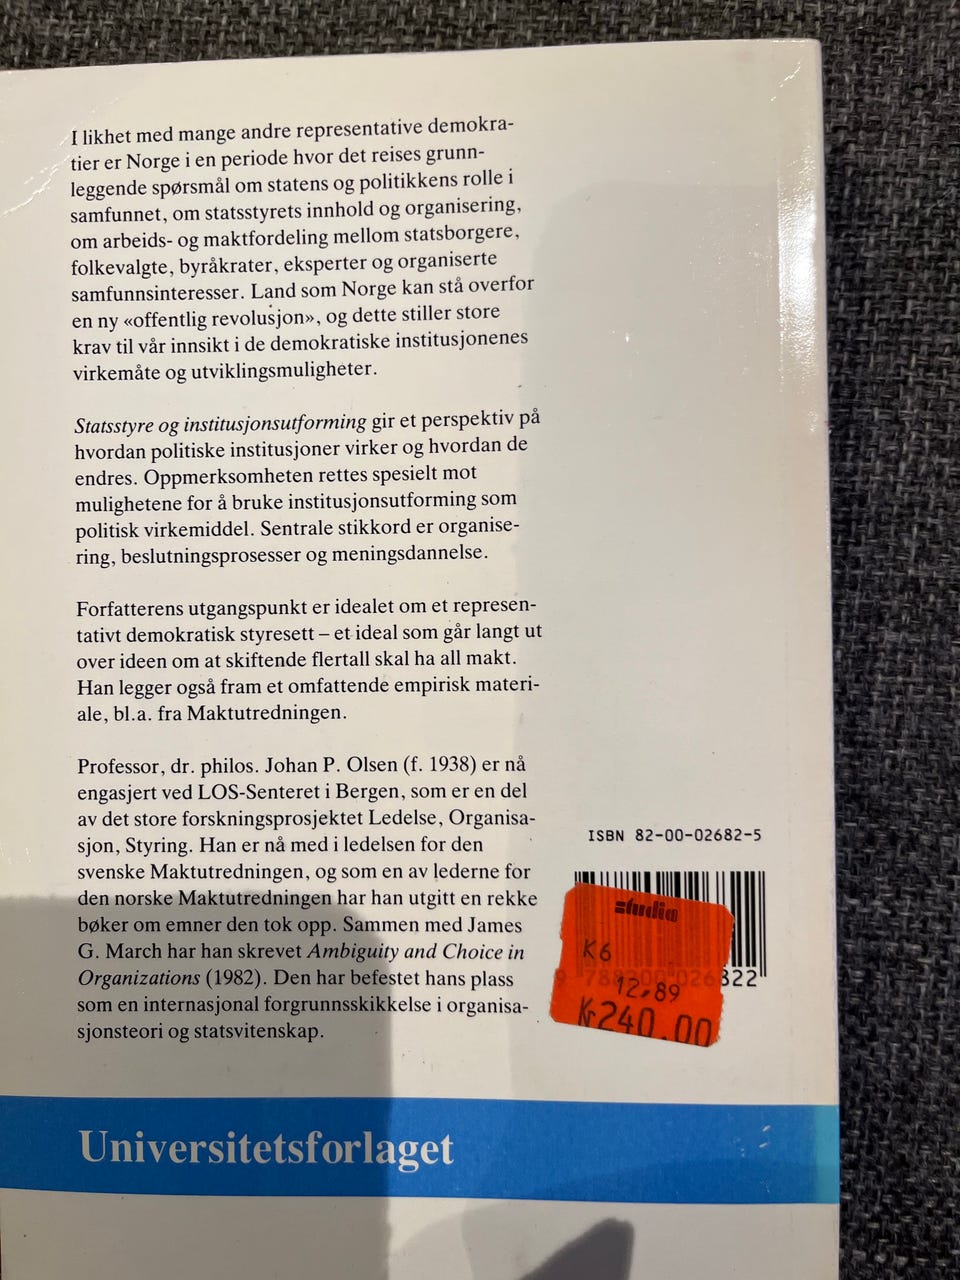 I likhet med mange andre representative demokra-
tier er Norge i en periode hvor det reises grunn-
leggende spørsmål om statens og politikkens rolle i
samfunnet, om statsstyrets innhold og organisering,
om arbeids- og maktfordeling mellom statsborgere,
folkevalgte, byråkrater, eksperter og organiserte
samfunnsinteresser. Land som Norge kan stå overfor
en ny «offentlig revolusjon», og dette stiller store
krav til vår innsikt i de demokratiske institusjonenes
virkemåte og utviklingsmuligheter.
Statsstyre og institusjonsutforming gir et perspektiv på
hvordan politiske institusjoner virker og hvordan de
endres. Oppmerksomheten rettes spesielt mot
mulighetene for å bruke institusjonsutforming som
politisk virkemiddel. Sentrale stikkord er organise-
ring, beslutningsprosesser og meningsdannelse.
Forfatterens utgangspunkt er idealet om et represen-
tativt demokratisk styresett – et ideal som går langt ut
over ideen om at skiftende flertall skal ha all makt.
Han legger også fram et omfattende empirisk materi-
ale, bl.a. fra Maktutredningen.
Professor, dr. philos. Johan P. Olsen (f. 1938) er nå
engasjert ved LOS-Senteret i Bergen, som er en del
av det store forskningsprosjektet Ledelse, Organisa-
sjon, Styring. Han er nå med i ledelsen for den
svenske Maktutredningen, og som en av lederne for
den norske Maktutredningen har han utgitt en rekke
bøker om emner den tok opp. Sammen med James
G. March har han skrevet Ambiguity and Choice in
Organizations (1982). Den har befestet hans plass
som en internasjonal forgrunnsskikkelse i organisa-
sjonsteori og statsvitenskap.
ISBN 82-00-02682-5
studia
K6
9 788200 026822
12,89
Kr240.00
Universitetsforlaget